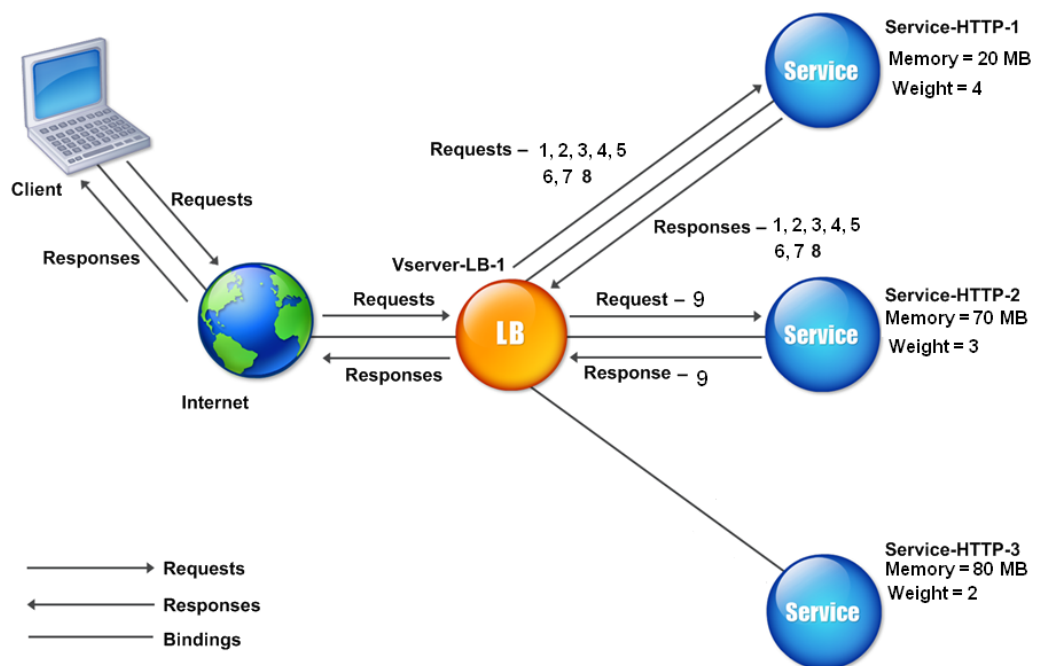 Service-HTTP-1
Memory = 20 MB
Weight = 4
Service
Requests – 1, 2, 3, 4, 5
6, 7 8
Client
Requests
Responses
Responses – 1, 2, 3, 4, 5
6, 7 8
Vserver-LB-1
Service-HTTP-2
Memory = 70 MB
Weight = 3
Requests
LB
Request – 9
Service
Responses
Response – 9
Internet
Service-HTTP-3
Memory = 80 MB
Weight = 2
Service
Requests
Responses
Bindings